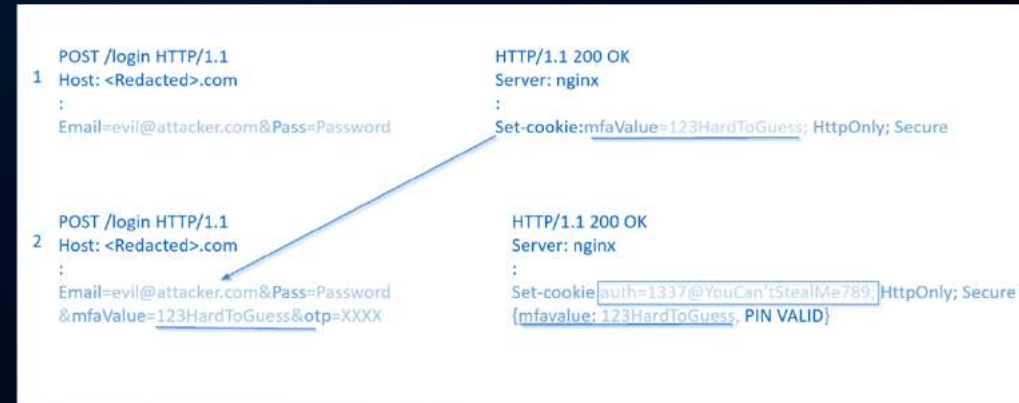 POST /login HTTP/1.1
1 Host: <Redacted>.com
:
Email=evil@attacker.com&Pass=Password
HTTP/1.1 200 OK
Server: nginx
:
Set-cookie:mfaValue=123HardToGuess; HttpOnly; Secure
POST /login HTTP/1.1
2 Host: <Redacted>.com
:
Email=evil@attacker.com&Pass=Password
&mfaValue=123HardToGuess&otp=XXXX
HTTP/1.1 200 OK
Server: nginx
:
Set-cookie auth=1337@YouCan'tStealMe789; HttpOnly; Secure
{mfavalue: 123HardToGuess, PIN VALID}